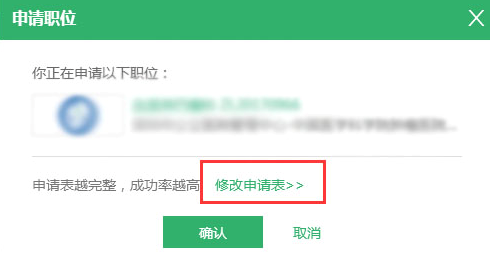 申请职位
你正在申请以下职位：
申请表越完整，成功率越高
修改申请表>>
确认
取消